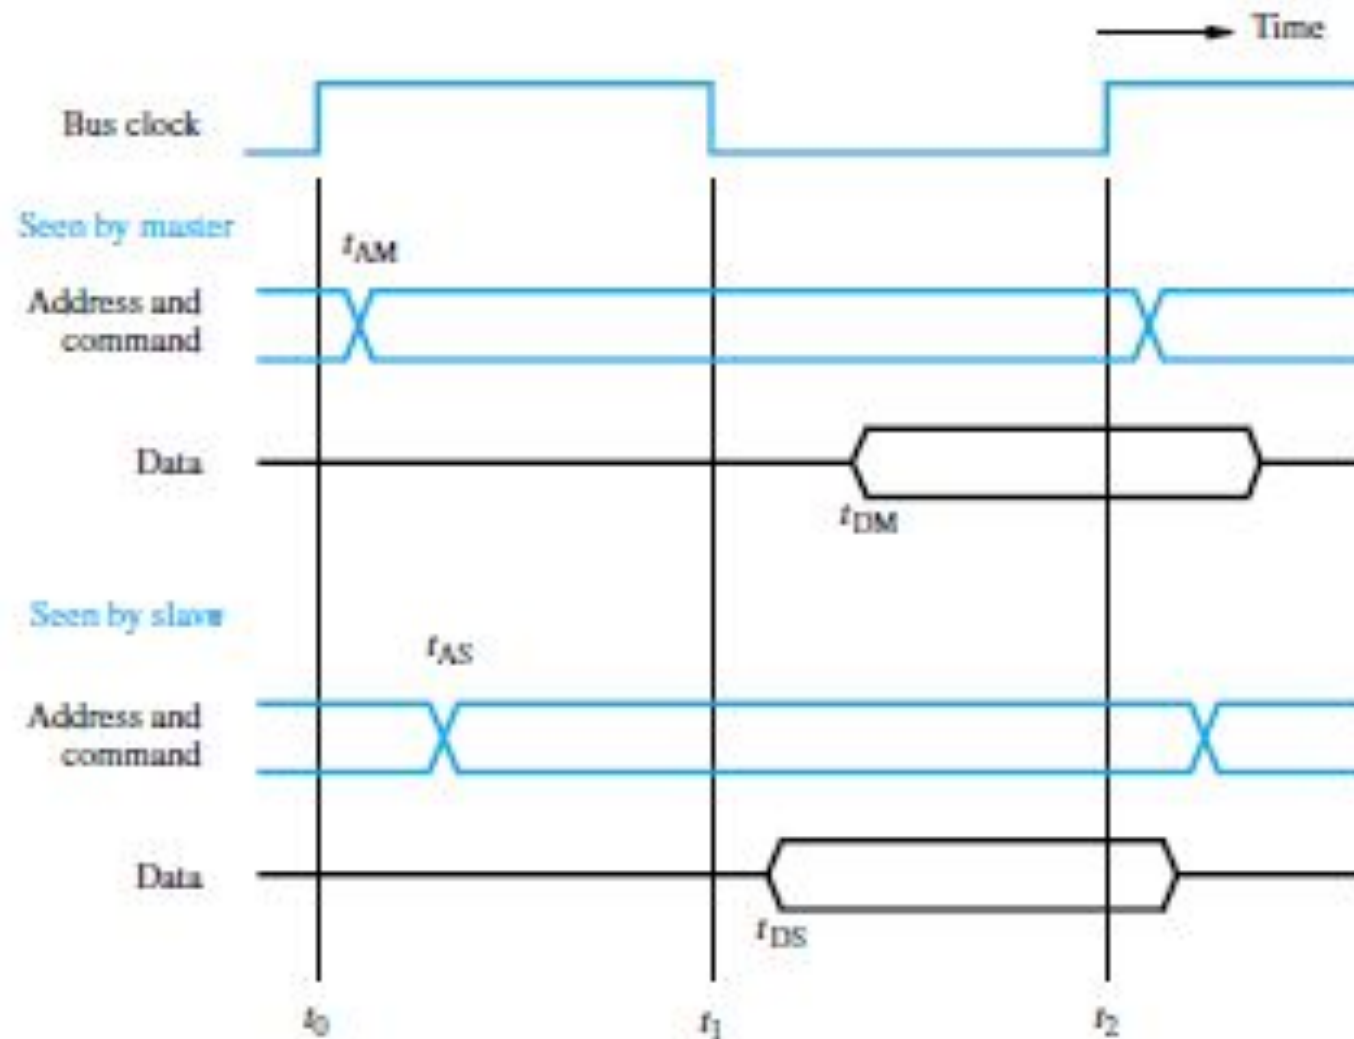 Time
Bus clock
Seen by master
tAM
Address and
command
Data
tDM
Seen by slave
tAS
Address and
command
Data
tDS
t0
t1
t2